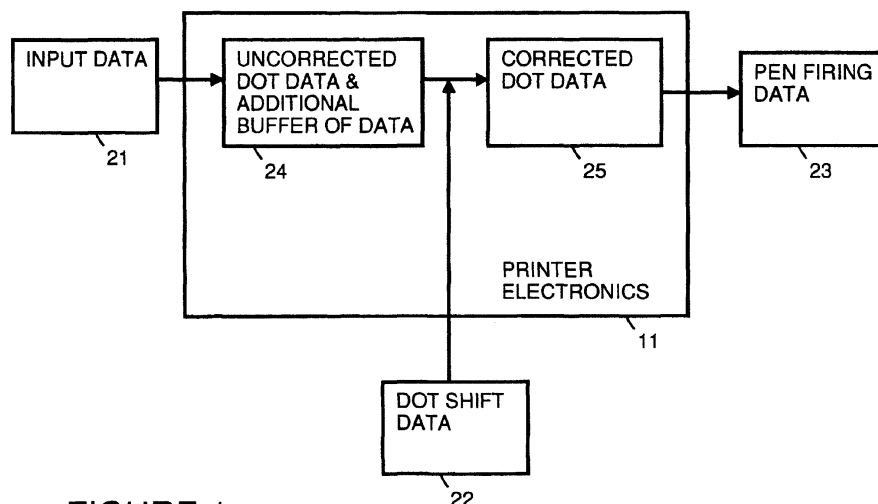 INPUT DATA
21
UNCORRECTED
DOT DATA &
ADDITIONAL
BUFFER OF DATA
24
CORRECTED
DOT DATA
25
PEN FIRING
DATA
23
PRINTER
ELECTRONICS
11
DOT SHIFT
DATA
22
FIGURE